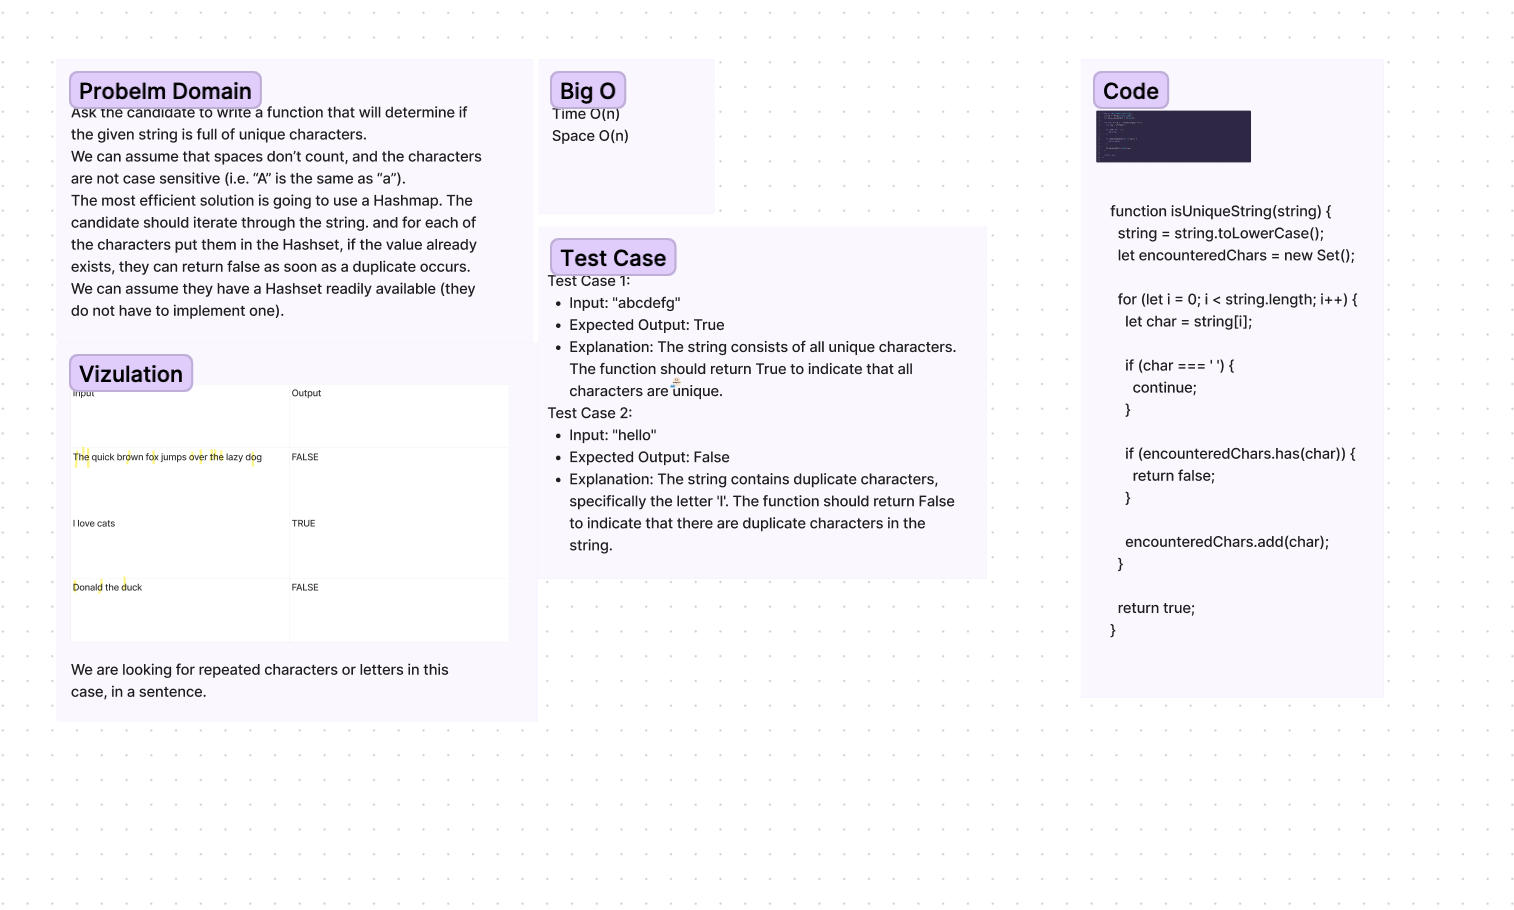 Probelm Domain
Ask the candidate to write a function that will determine if
the given string is full of unique characters.
We can assume that spaces don’t count, and the characters
are not case sensitive (i.e. “A” is the same as “a”).
The most efficient solution is going to use a Hashmap. The
candidate should iterate through the string. and for each of
the characters put them in the Hashset, if the value already
exists, they can return false as soon as a duplicate occurs.
We can assume they have a Hashset readily available (they
do not have to implement one).
Vizulation
Input Output
The quick brown fox jumps over the lazy dog FALSE
I love cats TRUE
Donald the duck FALSE
We are looking for repeated characters or letters in this
case, in a sentence.
Big O
Time O(n)
Space O(n)
Test Case
Test Case 1:
• Input: "abcdefg"
• Expected Output: True
• Explanation: The string consists of all unique characters.
The function should return True to indicate that all
characters are unique.
Test Case 2:
• Input: "hello"
• Expected Output: False
• Explanation: The string contains duplicate characters,
specifically the letter 'l'. The function should return False
to indicate that there are duplicate characters in the
string.
Code
function isUniqueString(string) {
string = string.toLowerCase();
let encounteredChars = new Set();
for (let i = 0; i < string.length; i++) {
let char = string[i];
if (char === ' ') {
continue;
}
if (encounteredChars.has(char)) {
return false;
}
encounteredChars.add(char);
}
return true;
}